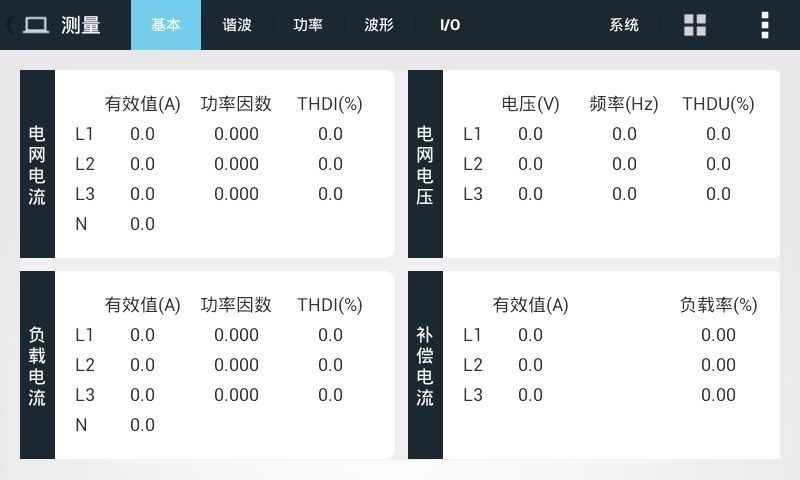 测量 基本 谐波 功率 波形 I/O 系统
电网电流
有效值(A) 功率因数 THDI(%)
L1 0.0 0.000 0.0
L2 0.0 0.000 0.0
L3 0.0 0.000 0.0
N 0.0
电网电压
电压(V) 频率(Hz) THDU(%)
L1 0.0 0.0 0.0
L2 0.0 0.0 0.0
L3 0.0 0.0 0.0
负载电流
有效值(A) 功率因数 THDI(%)
L1 0.0 0.000 0.0
L2 0.0 0.000 0.0
L3 0.0 0.000 0.0
N 0.0
补偿电流
有效值(A) 负载率(%)
L1 0.0 0.00
L2 0.0 0.00
L3 0.0 0.00